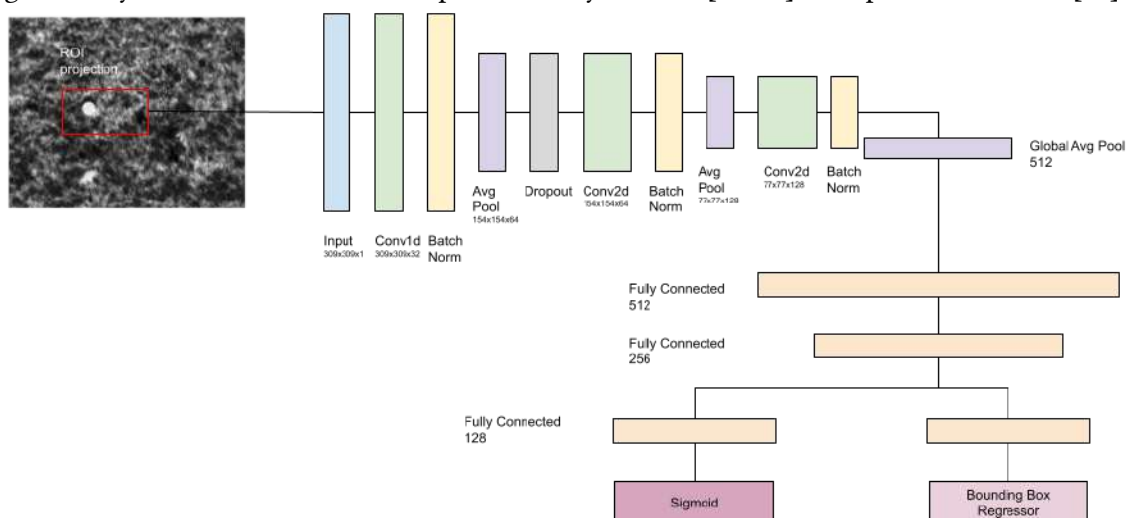 ROI
projection
Input
309x309x1
Conv1d
309x309x32
Batch
Norm
Avg
Pool
154x154x64
Dropout
Conv2d
154x154x64
Batch
Norm
Avg
Pool
77x77x128
Conv2d
77x77x128
Batch
Norm
Global Avg Pool
512
Fully Connected
512
Fully Connected
256
Fully Connected
128
Sigmoid
Bounding Box
Regressor